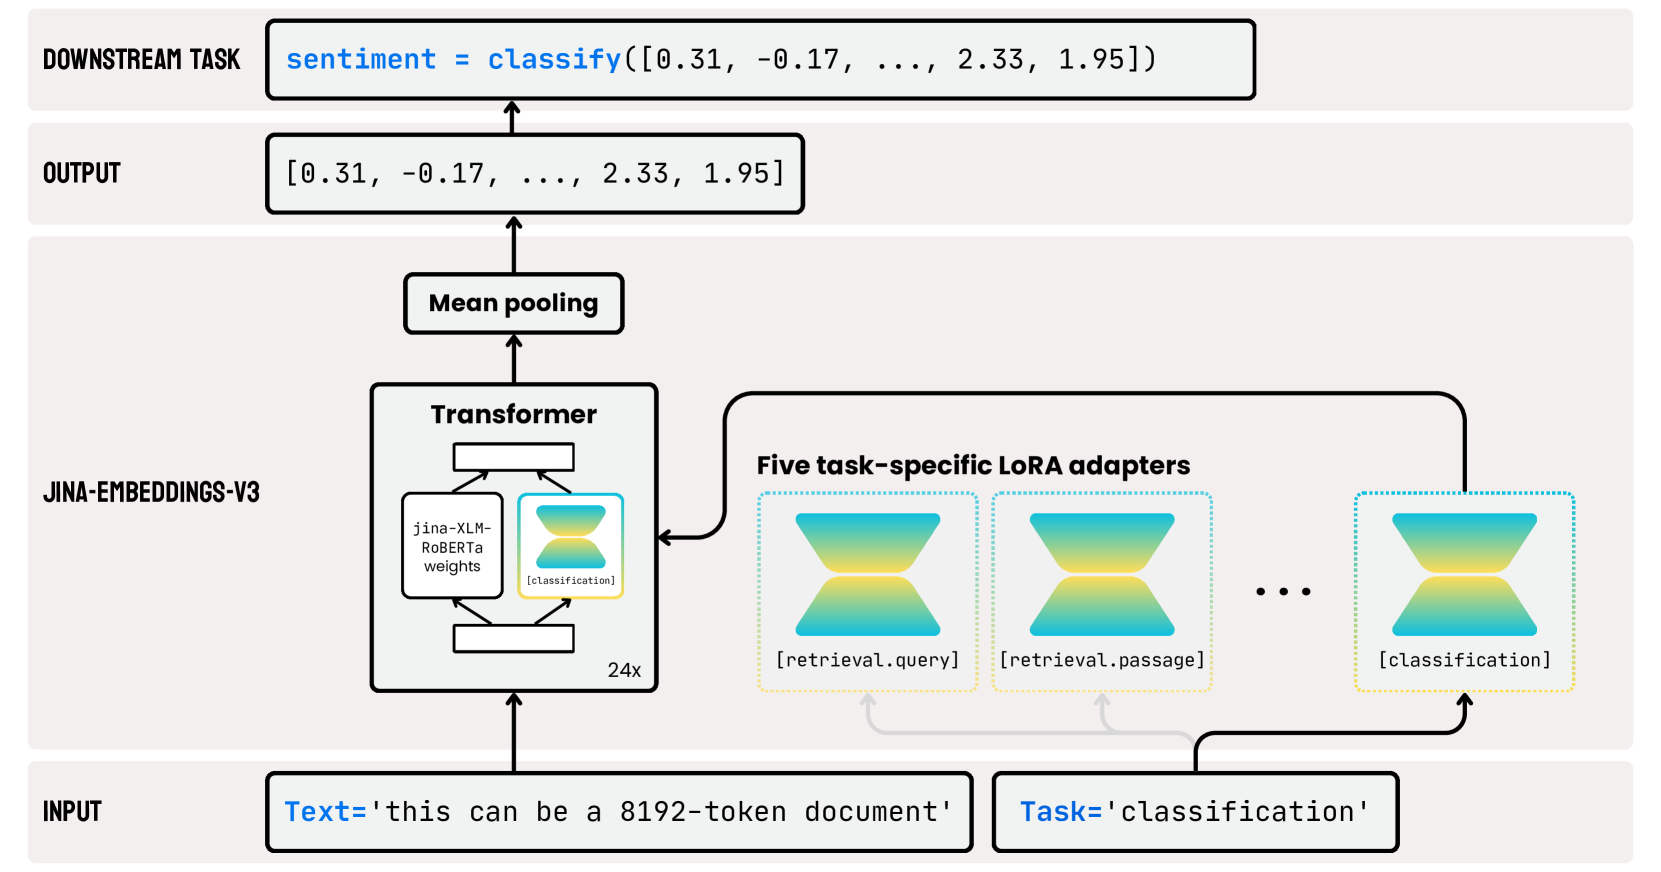 DOWNSTREAM TASK
sentiment = classify([0.31, -0.17, ..., 2.33, 1.95])
OUTPUT
[0.31, -0.17, ..., 2.33, 1.95]
Mean pooling
Transformer
jina-XLM-
RoBERTa
weights
[classification]
24x
JINA-EMBEDDINGS-V3
Five task-specific LoRA adapters
[retrieval.query]
[retrieval.passage]
...
[classification]
INPUT
Text='this can be a 8192-token document'
Task='classification'